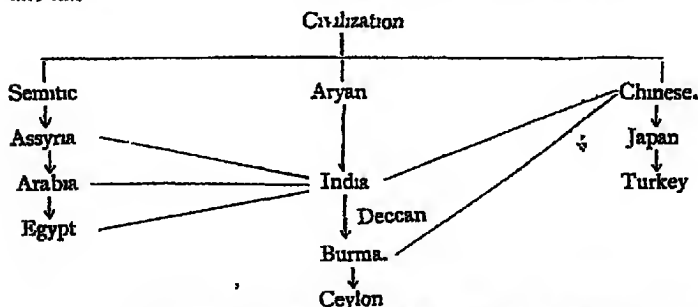 Civilization
Semitic Aryan Chinese.
Assyria Japan
Arabia India Turkey
Egypt Deccan
Burma.
Ceylon